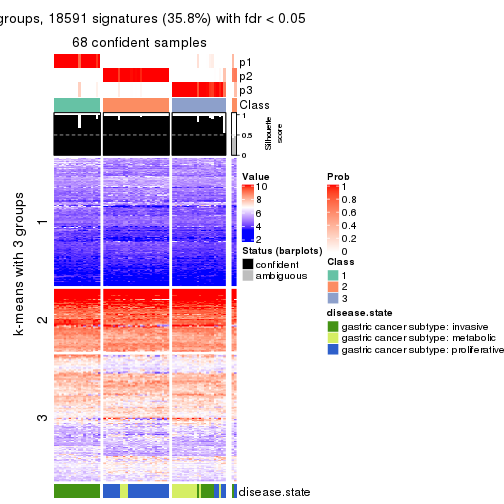 groups, 18591 signatures (35.8%) with fdr < 0.05
68 confident samples
p1
p2
p3
Class
1
0.5
0
Silhouette
score
k-means with 3 groups
1
2
3
disease.state
Value
10
8
6
4
2
Status (barplots)
confident
ambiguous
Prob
1
0.8
0.6
0.4
0.2
0
Class
1
2
3
disease.state
gastric cancer subtype: invasive
gastric cancer subtype: metabolic
gastric cancer subtype: proliferative